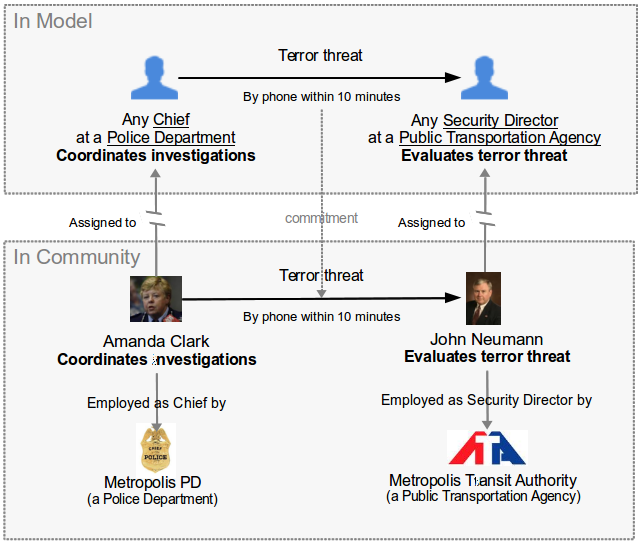 In Model
Terror threat
By phone within 10 minutes
Any Chief
at a Police Department
Coordinates investigations
Any Security Director
at a Public Transportation Agency
Evaluates terror threat
Assigned to
commitment
Assigned to
In Community
Terror threat
By phone within 10 minutes
Amanda Clark
Coordinates investigations
John Neumann
Evaluates terror threat
Employed as Chief by
Employed as Security Director by
CHIEF
POLICE
ATA
Metropolis PD
(a Police Department)
Metropolis Transit Authority
(a Public Transportation Agency)